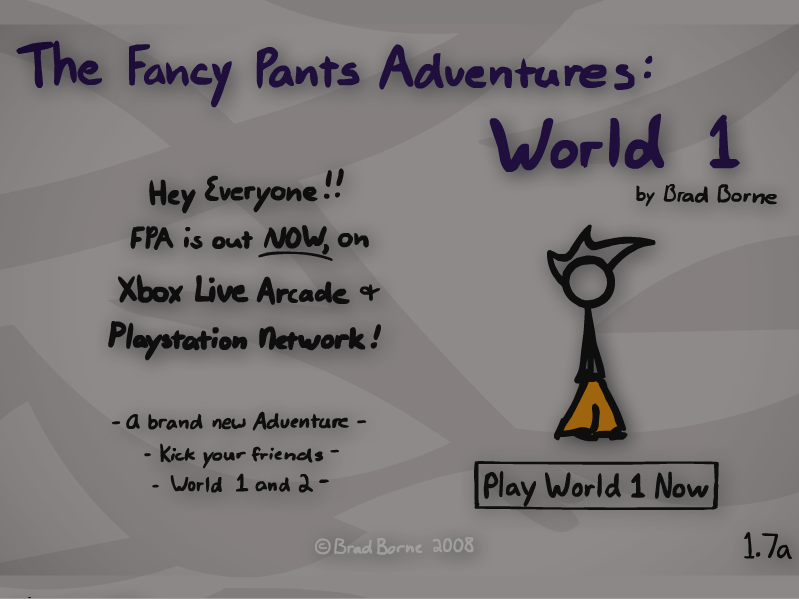 The Fancy Pants Adventures:
World 1
by Brad Borne
Hey Everyone!!
FPA is out NOW, on
Xbox Live Arcade &
Playstation Network!
- A brand new Adventure -
- Kick your friends -
- World 1 and 2 -
Play World 1 Now
© Brad Borne 2008
1.7a